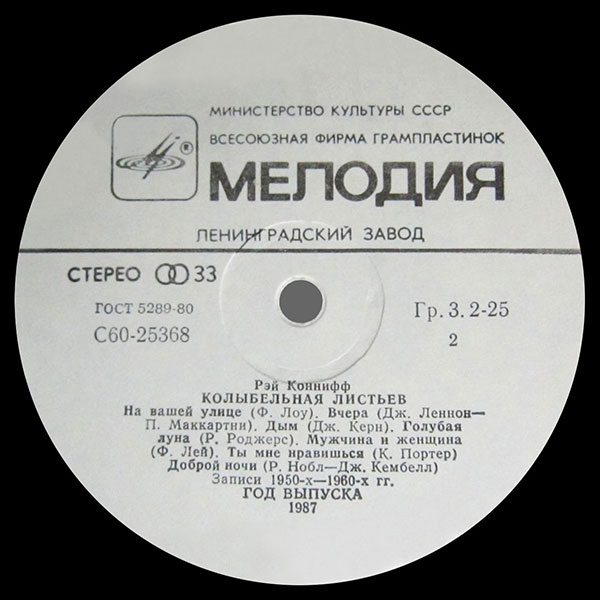 МИНИСТЕРСТВО КУЛЬТУРЫ СССР
ВСЕСОЮЗНАЯ ФИРМА ГРАМПЛАСТИНОК
®
МЕЛОДИЯ
ЛЕНИНГРАДСКИЙ ЗАВОД
СТЕРЕО 33
ГОСТ 5289-80
Гр. 3. 2-25
С60-25368
2
Рэй Коннифф
КОЛЫБЕЛЬНАЯ ЛИСТЬЕВ
На вашей улице (Ф. Лоу). Вчера (Дж. Леннон—
П. Маккартни). Дым (Дж. Керн). Голубая
луна (Р. Роджерс). Мужчина и женщина
(Ф. Лей). Ты мне нравишься (К. Портер)
Доброй ночи (Р. Нобл—Дж. Кембелл)
Записи 1950-х—1960-х гг.
ГОД ВЫПУСКА
1987